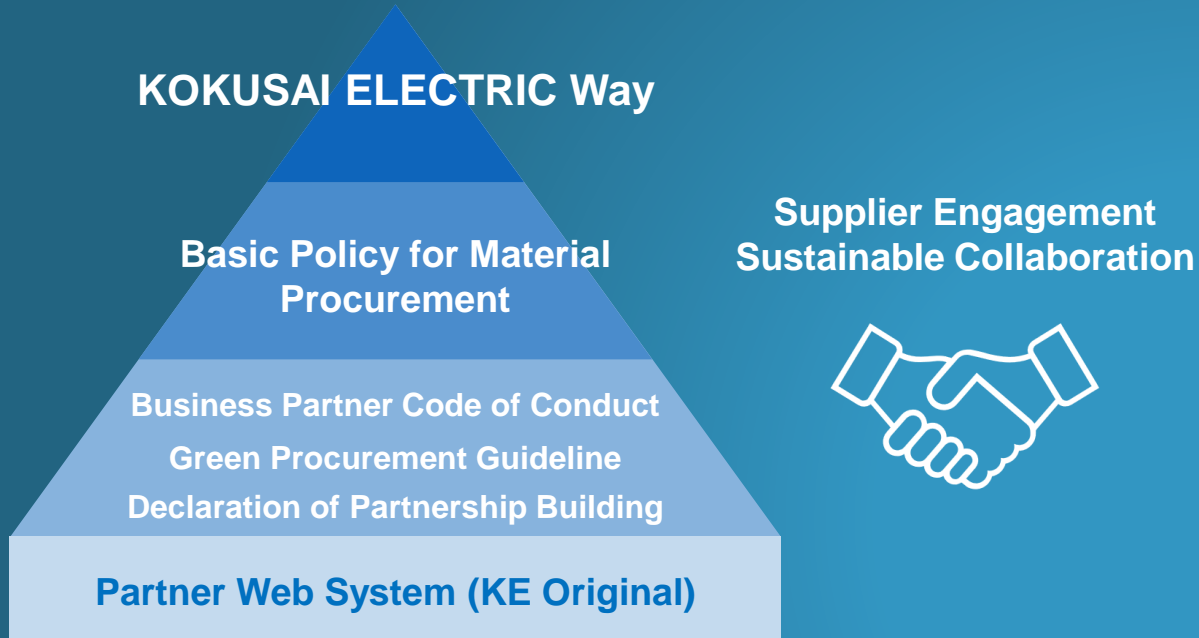 KOKUSAI ELECTRIC Way
Basic Policy for Material
Procurement
Business Partner Code of Conduct
Green Procurement Guideline
Declaration of Partnership Building
Partner Web System (KE Original)
Supplier Engagement
Sustainable Collaboration